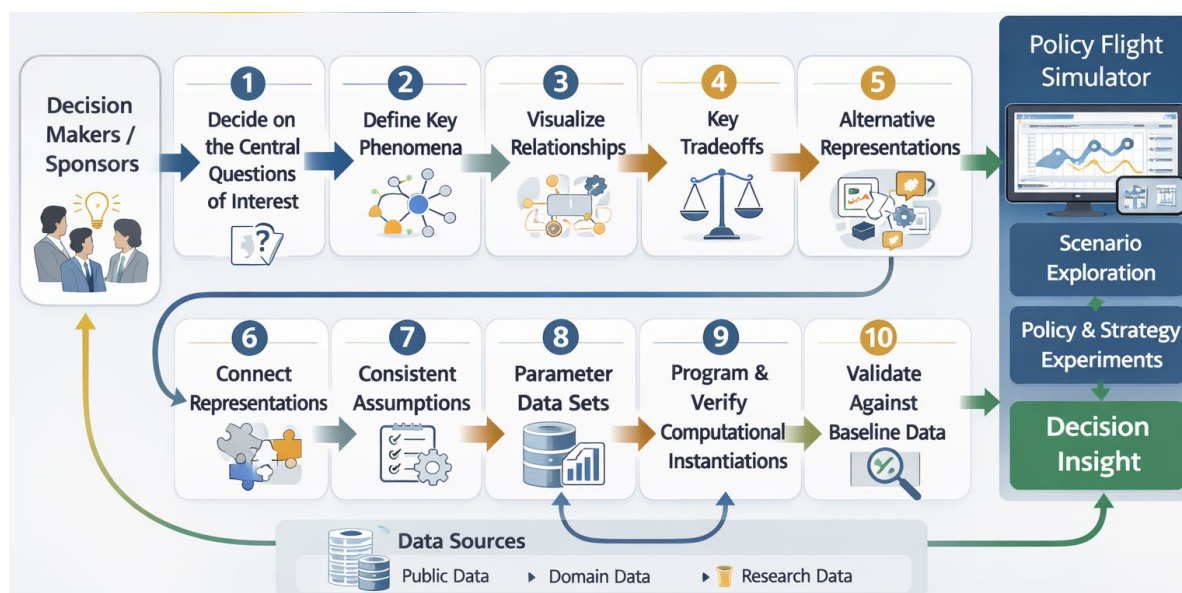 Decision
Makers /
Sponsors
1
Decide on
the Central
Questions
of Interest
?
2
Define Key
Phenomena
3
Visualize
Relationships
4
Key
Tradeoffs
5
Alternative
Representations
?
6
Connect
Representations
7
Consistent
Assumptions
8
Parameter
Data Sets
9
Program &
Verify
Computational
Instantiations
10
Validate
Against
Baseline Data
Policy Flight
Simulator
Scenario
Exploration
Policy & Strategy
Experiments
Decision
Insight
Data Sources
Public Data
Domain Data
Research Data